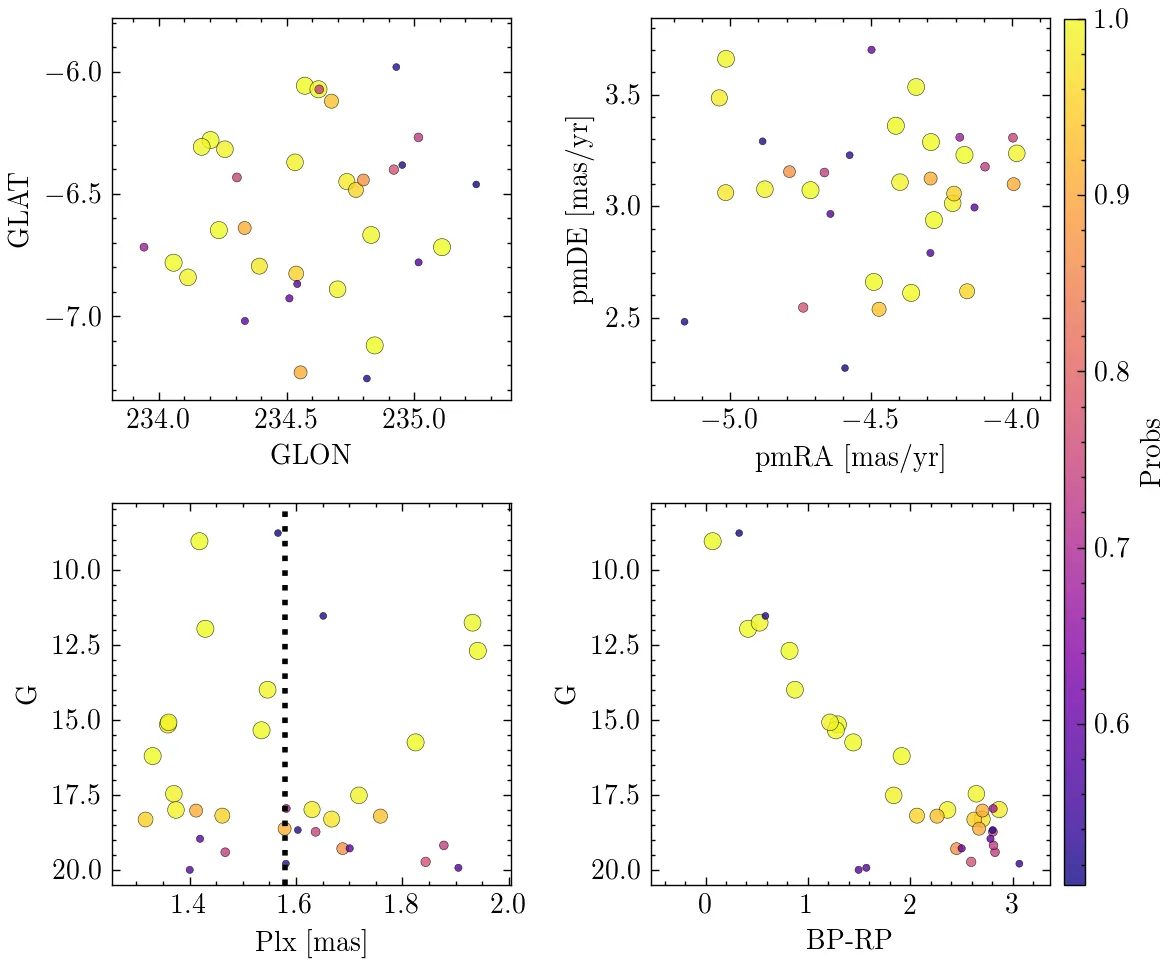 −6.0
−6.5
−7.0
GLAT
234.0 234.5 235.0
GLON
3.5
3.0
2.5
pmDE [mas/yr]
−5.0 −4.5 −4.0
pmRA [mas/yr]
10.0
12.5
15.0
17.5
20.0
G
1.4 1.6 1.8 2.0
Plx [mas]
10.0
12.5
15.0
17.5
20.0
G
0 1 2 3
BP-RP
1.0
0.9
0.8
0.7
0.6
Probs